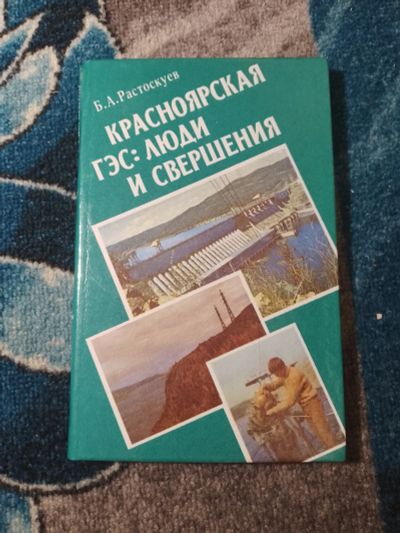 Б.А.Растоскуев
КРАСНОЯРСКАЯ
ГЭС: ЛЮДИ
И СВЕРШЕНИЯ